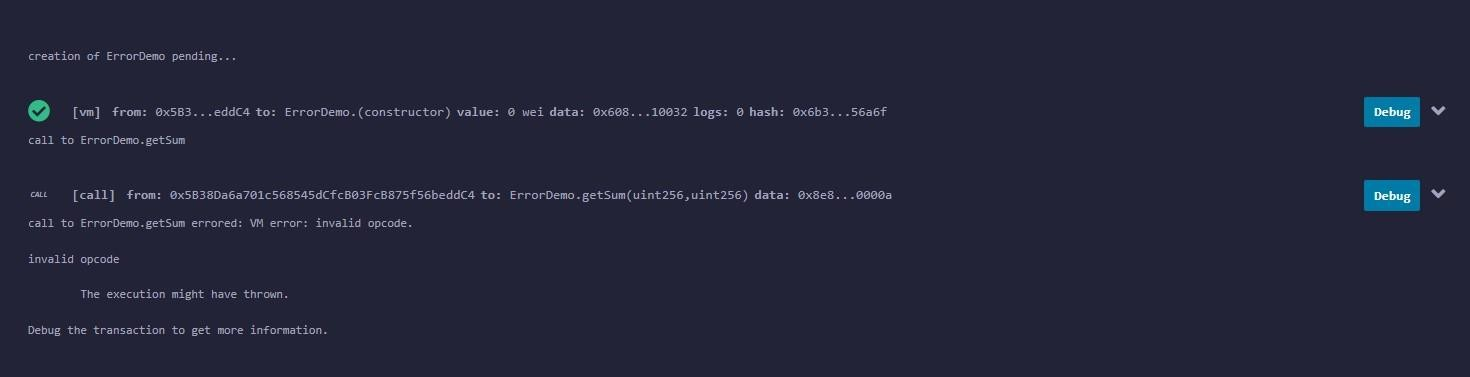 creation of ErrorDemo pending...
[vm] from: 0x5B3...eddC4 to: ErrorDemo.(constructor) value: 0 wei data: 0x608...10032 logs: 0 hash: 0x6b3...56a6f Debug
call to ErrorDemo.getSum
CALL [call] from: 0x5B38Da6a701c568545dCfcB03FcB875f56beddC4 to: ErrorDemo.getSum(uint256,uint256) data: 0x8e8...0000a Debug
call to ErrorDemo.getSum errored: VM error: invalid opcode.
invalid opcode
The execution might have thrown.
Debug the transaction to get more information.